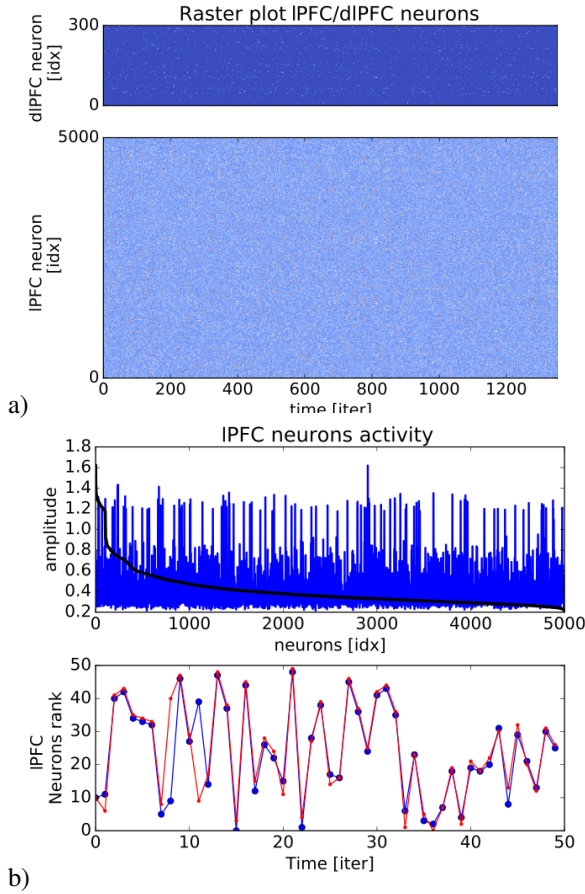 Raster plot lPFC/dlPFC neurons
dlPFC neuron
[idx]
300
0
lPFC neuron
[idx]
5000
0
0 200 400 600 800 1000 1200
time [iter]
a)
lPFC neurons activity
amplitude
1.8
1.6
1.4
1.2
1.0
0.8
0.6
0.4
0.2
0 1000 2000 3000 4000 5000
neurons [idx]
lPFC
Neurons rank
50
40
30
20
10
0
0 10 20 30 40 50
Time [iter]
b)